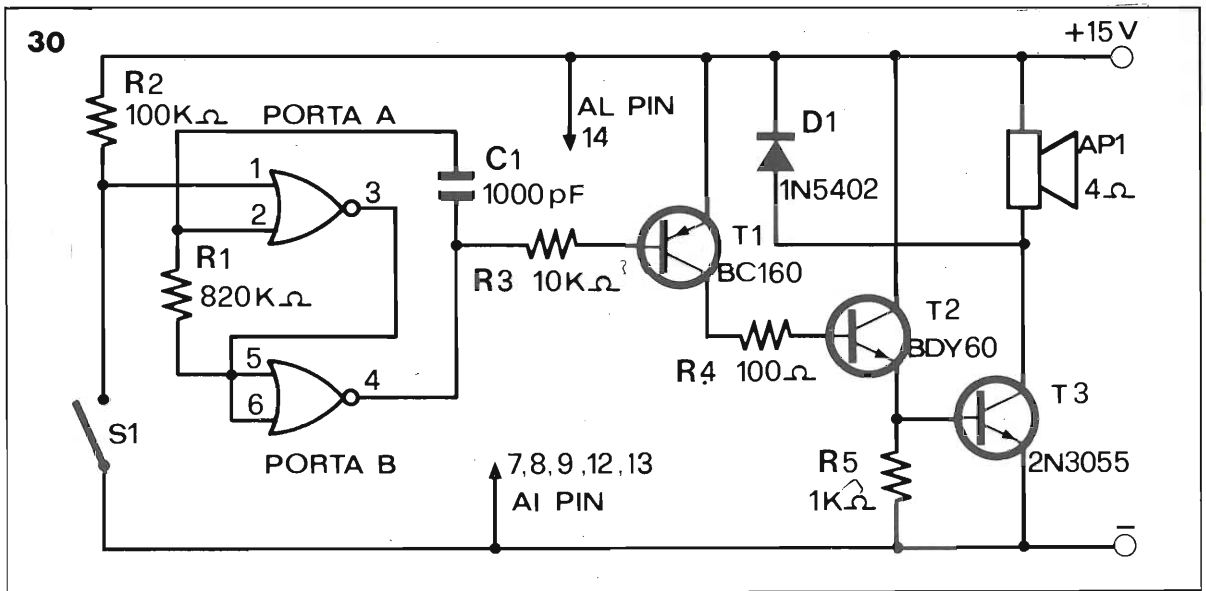 30
+15 V
R2
100KΩ
PORTA A
AL PIN
14
D1
1N5402
AP1
4Ω
C1
1000pF
1
2
3
R1
820KΩ
R3 10KΩ
T1
BC160
T2
BDY60
R4 100Ω
5
6
4
S1
PORTA B
7,8,9,12,13
AI PIN
R5
1KΩ
T3
2N3055
−